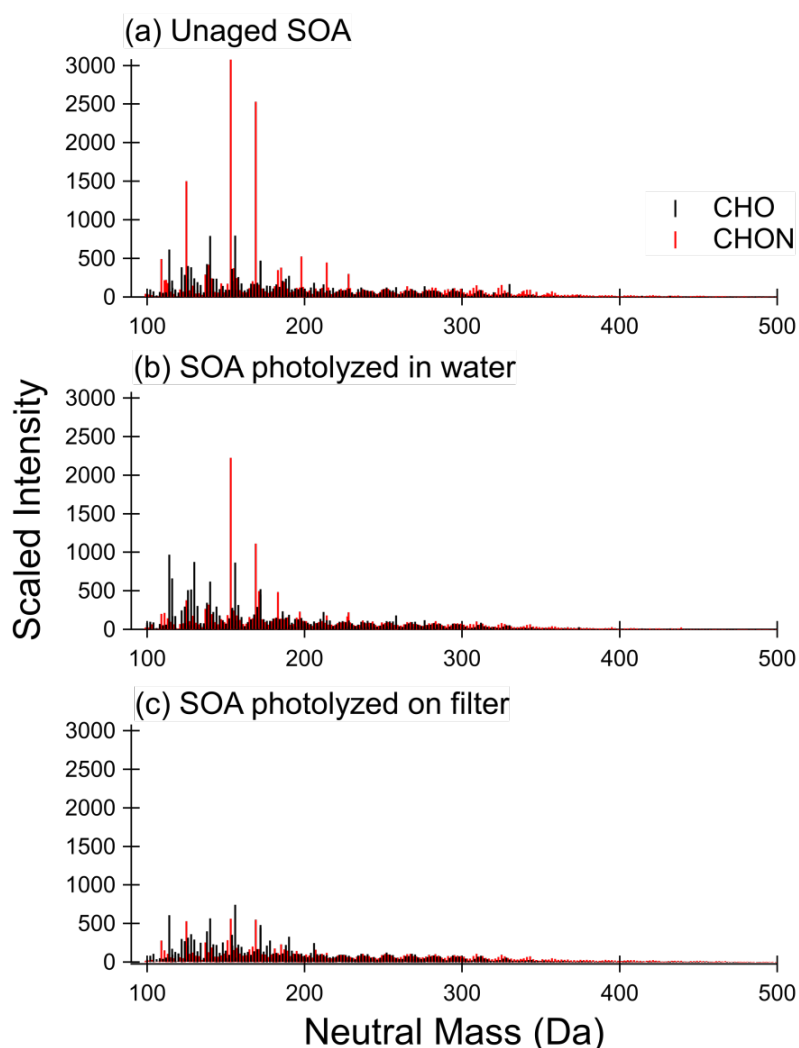 (a) Unaged SOA
3000
2500
2000
1500
1000
500
0
100 200 300 400 500
CHO
CHON
(b) SOA photolyzed in water
3000
2500
2000
1500
1000
500
0
100 200 300 400 500
Scaled Intensity
(c) SOA photolyzed on filter
3000
2500
2000
1500
1000
500
0
100 200 300 400 500
Neutral Mass (Da)